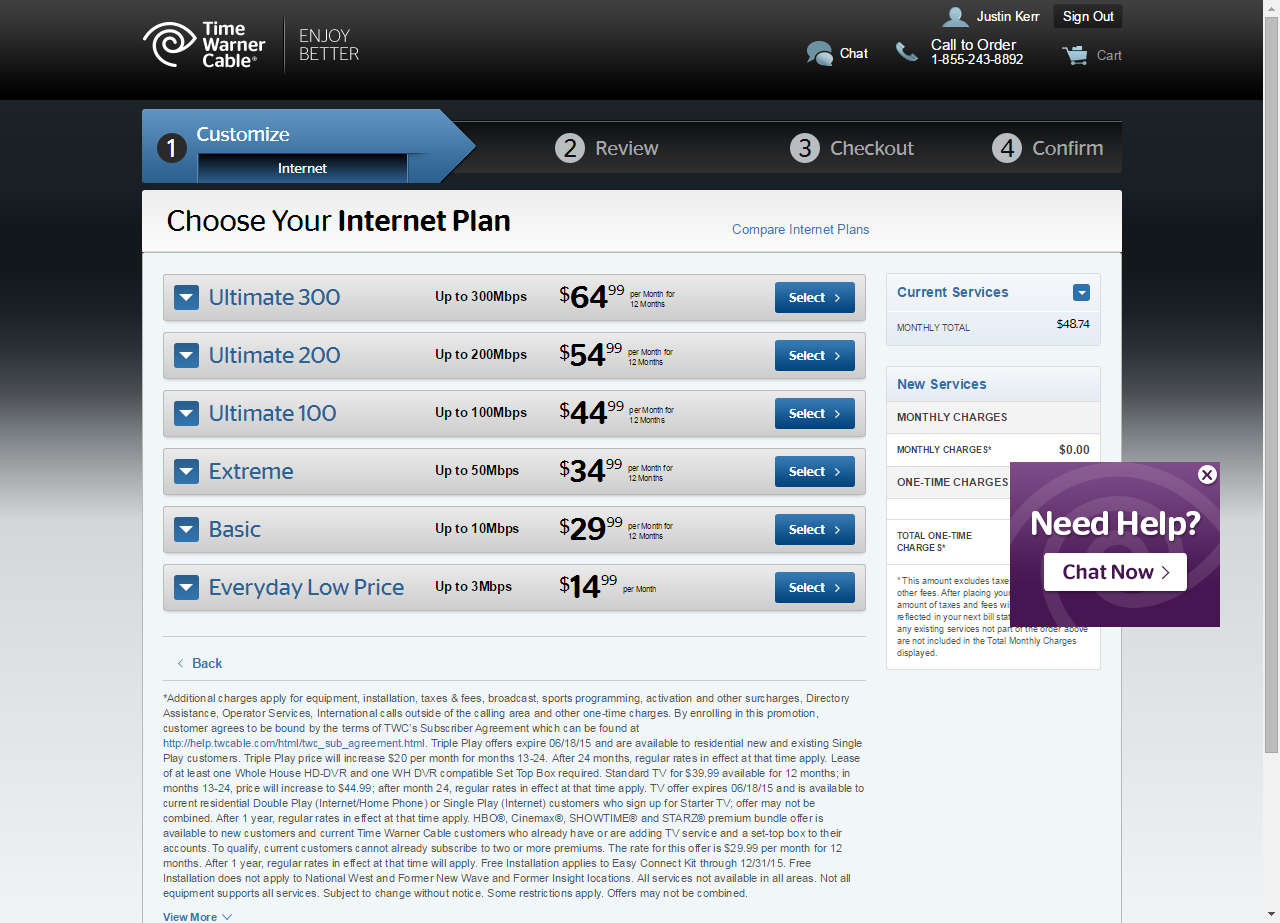 Time Warner Cable®
ENJOY BETTER
Justin Kerr
Sign Out
Chat
Call to Order
1-855-243-8892
Cart
1 Customize
Internet
2 Review
3 Checkout
4 Confirm
Choose Your Internet Plan
Compare Internet Plans
Ultimate 300 Up to 300Mbps $64.99 per Month for 12 Months Select
Ultimate 200 Up to 200Mbps $54.99 per Month for 12 Months Select
Ultimate 100 Up to 100Mbps $44.99 per Month for 12 Months Select
Extreme Up to 50Mbps $34.99 per Month for 12 Months Select
Basic Up to 10Mbps $29.99 per Month for 12 Months Select
Everyday Low Price Up to 3Mbps $14.99 per Month Select
Current Services
MONTHLY TOTAL $48.74
New Services
MONTHLY CHARGES
MONTHLY CHARGES* $0.00
ONE-TIME CHARGES
TOTAL ONE-TIME
CHARGES*
* This amount excludes taxe
other fees. After placing your
amount of taxes and fees wi
reflected in your next bill stat
any existing services not part of the order above
are not included in the Total Monthly Charges
displayed.
Need Help?
Chat Now
Back
*Additional charges apply for equipment, installation, taxes & fees, broadcast, sports programming, activation and other surcharges, Directory
Assistance, Operator Services, International calls outside of the calling area and other one-time charges. By enrolling in this promotion,
customer agrees to be bound by the terms of TWC's Subscriber Agreement which can be found at
http://help.twcable.com/html/twc_sub_agreement.html. Triple Play offers expire 06/18/15 and are available to residential new and existing Single
Play customers. Triple Play price will increase $20 per month for months 13-24. After 24 months, regular rates in effect at that time apply. Lease
of at least one Whole House HD-DVR and one WH DVR compatible Set Top Box required. Standard TV for $39.99 available for 12 months; in
months 13-24, price will increase to $44.99; after month 24, regular rates in effect at that time apply. TV offer expires 06/18/15 and is available to
current residential Double Play (Internet/Home Phone) or Single Play (Internet) customers who sign up for Starter TV; offer may not be
combined. After 1 year, regular rates in effect at that time apply. HBO®, Cinemax®, SHOWTIME® and STARZ® premium bundle offer is
available to new customers and current Time Warner Cable customers who already have or are adding TV service and a set-top box to their
accounts. To qualify, current customers cannot already subscribe to two or more premiums. The rate for this offer is $29.99 per month for 12
months. After 1 year, regular rates in effect at that time will apply. Free Installation applies to Easy Connect Kit through 12/31/15. Free
Installation does not apply to National West and Former New Wave and Former Insight locations. All services not available in all areas. Not all
equipment supports all services. Subject to change without notice. Some restrictions apply. Offers may not be combined.
View More